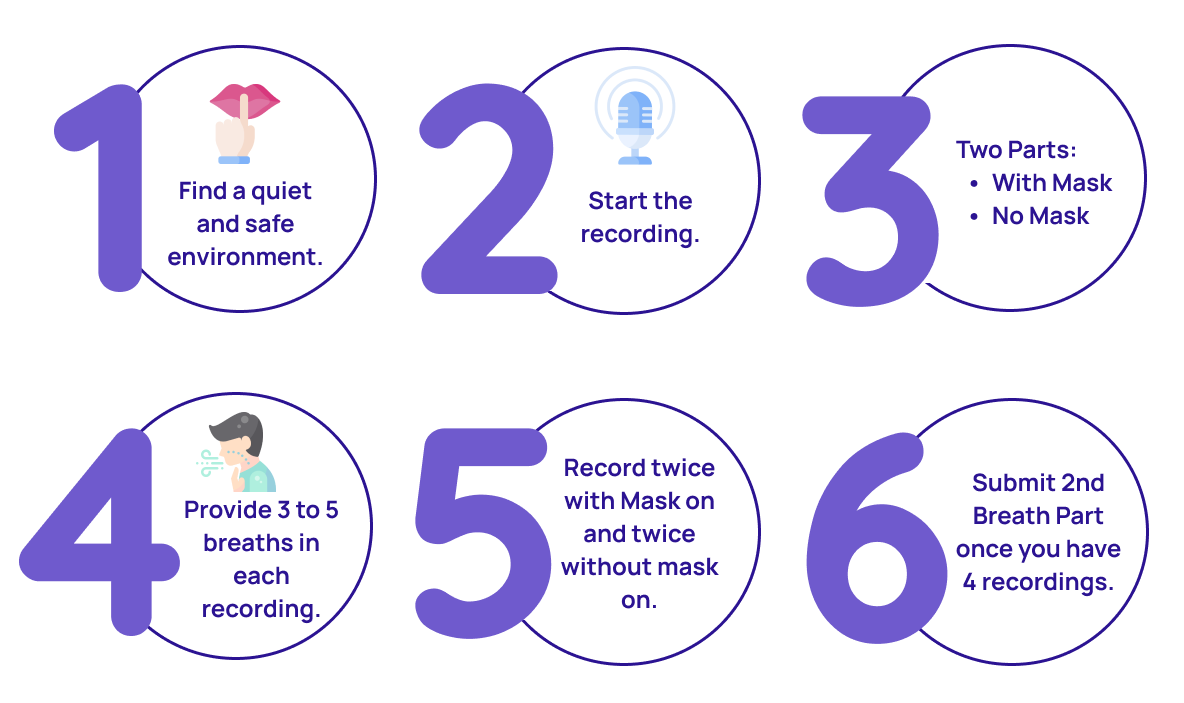 1
Find a quiet
and safe
environment.
2
Start the
recording.
3
Two Parts:
• With Mask
• No Mask
4
Provide 3 to 5
breaths in
each
recording.
5
Record twice
with Mask on
and twice
without mask
on.
6
Submit 2nd
Breath Part
once you have
4 recordings.